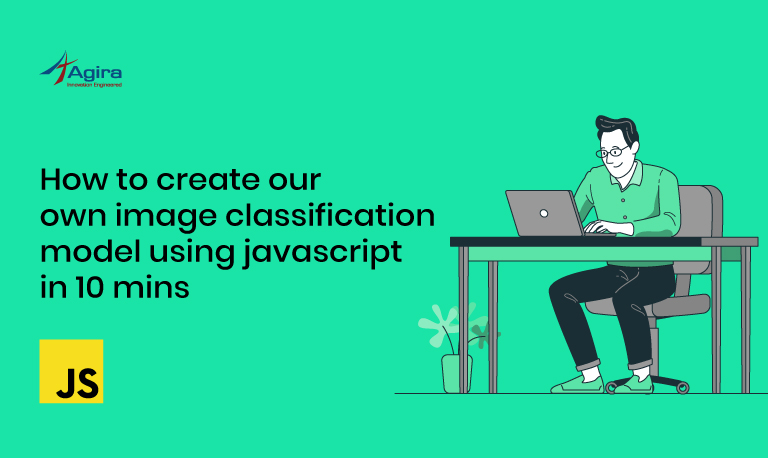 Agira
Innovation Engineered
How to create our
own image classification
model using javascript
in 10 mins
JS